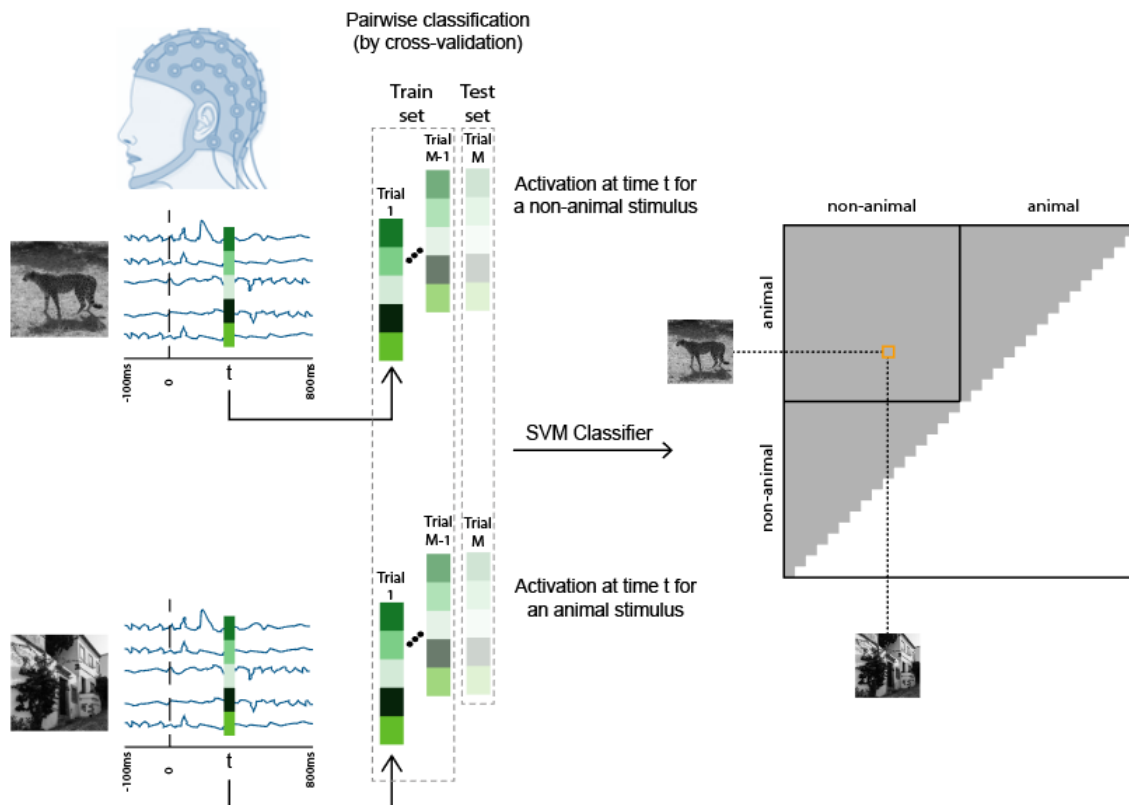 Pairwise classification
(by cross-validation)
Train
set
Test
set
Trial
1
Trial
M-1
Trial
M
Activation at time t for
a non-animal stimulus
-100ms
0
t
800ms
SVM Classifier
non-animal
animal
animal
non-animal
Trial
1
Trial
M-1
Trial
M
Activation at time t for
an animal stimulus
-100ms
0
t
800ms